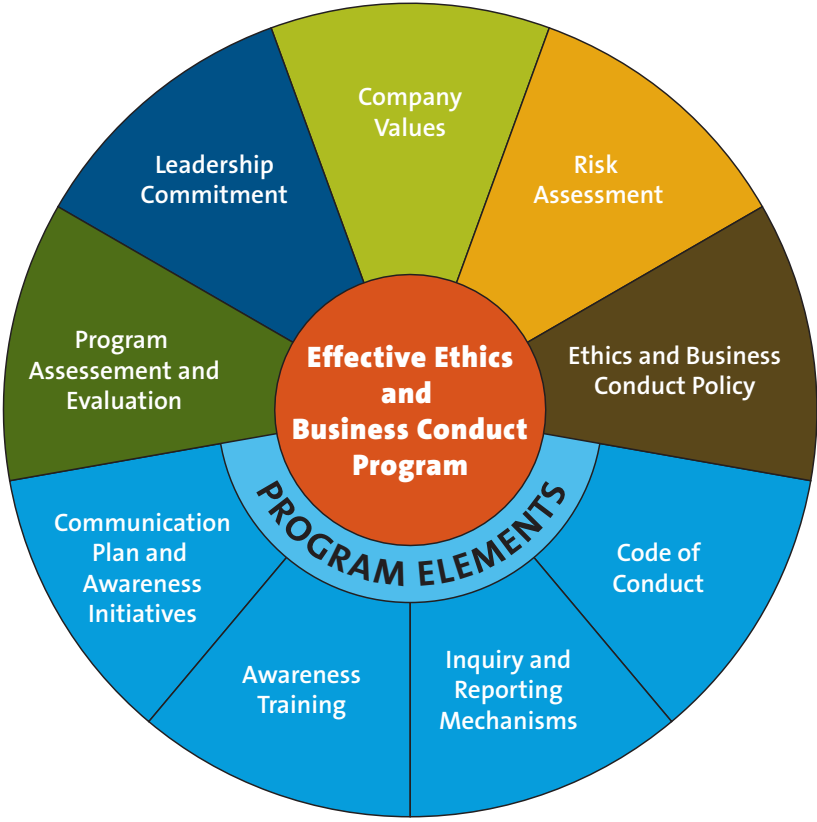 Company
Values
Risk
Assessment
Ethics and Business
Conduct Policy
Code of
Conduct
Inquiry and
Reporting
Mechanisms
Awareness
Training
Communication
Plan and
Awareness
Initiatives
Program
Assessement and
Evaluation
Leadership
Commitment
Effective Ethics
and
Business Conduct
Program
PROGRAM ELEMENTS